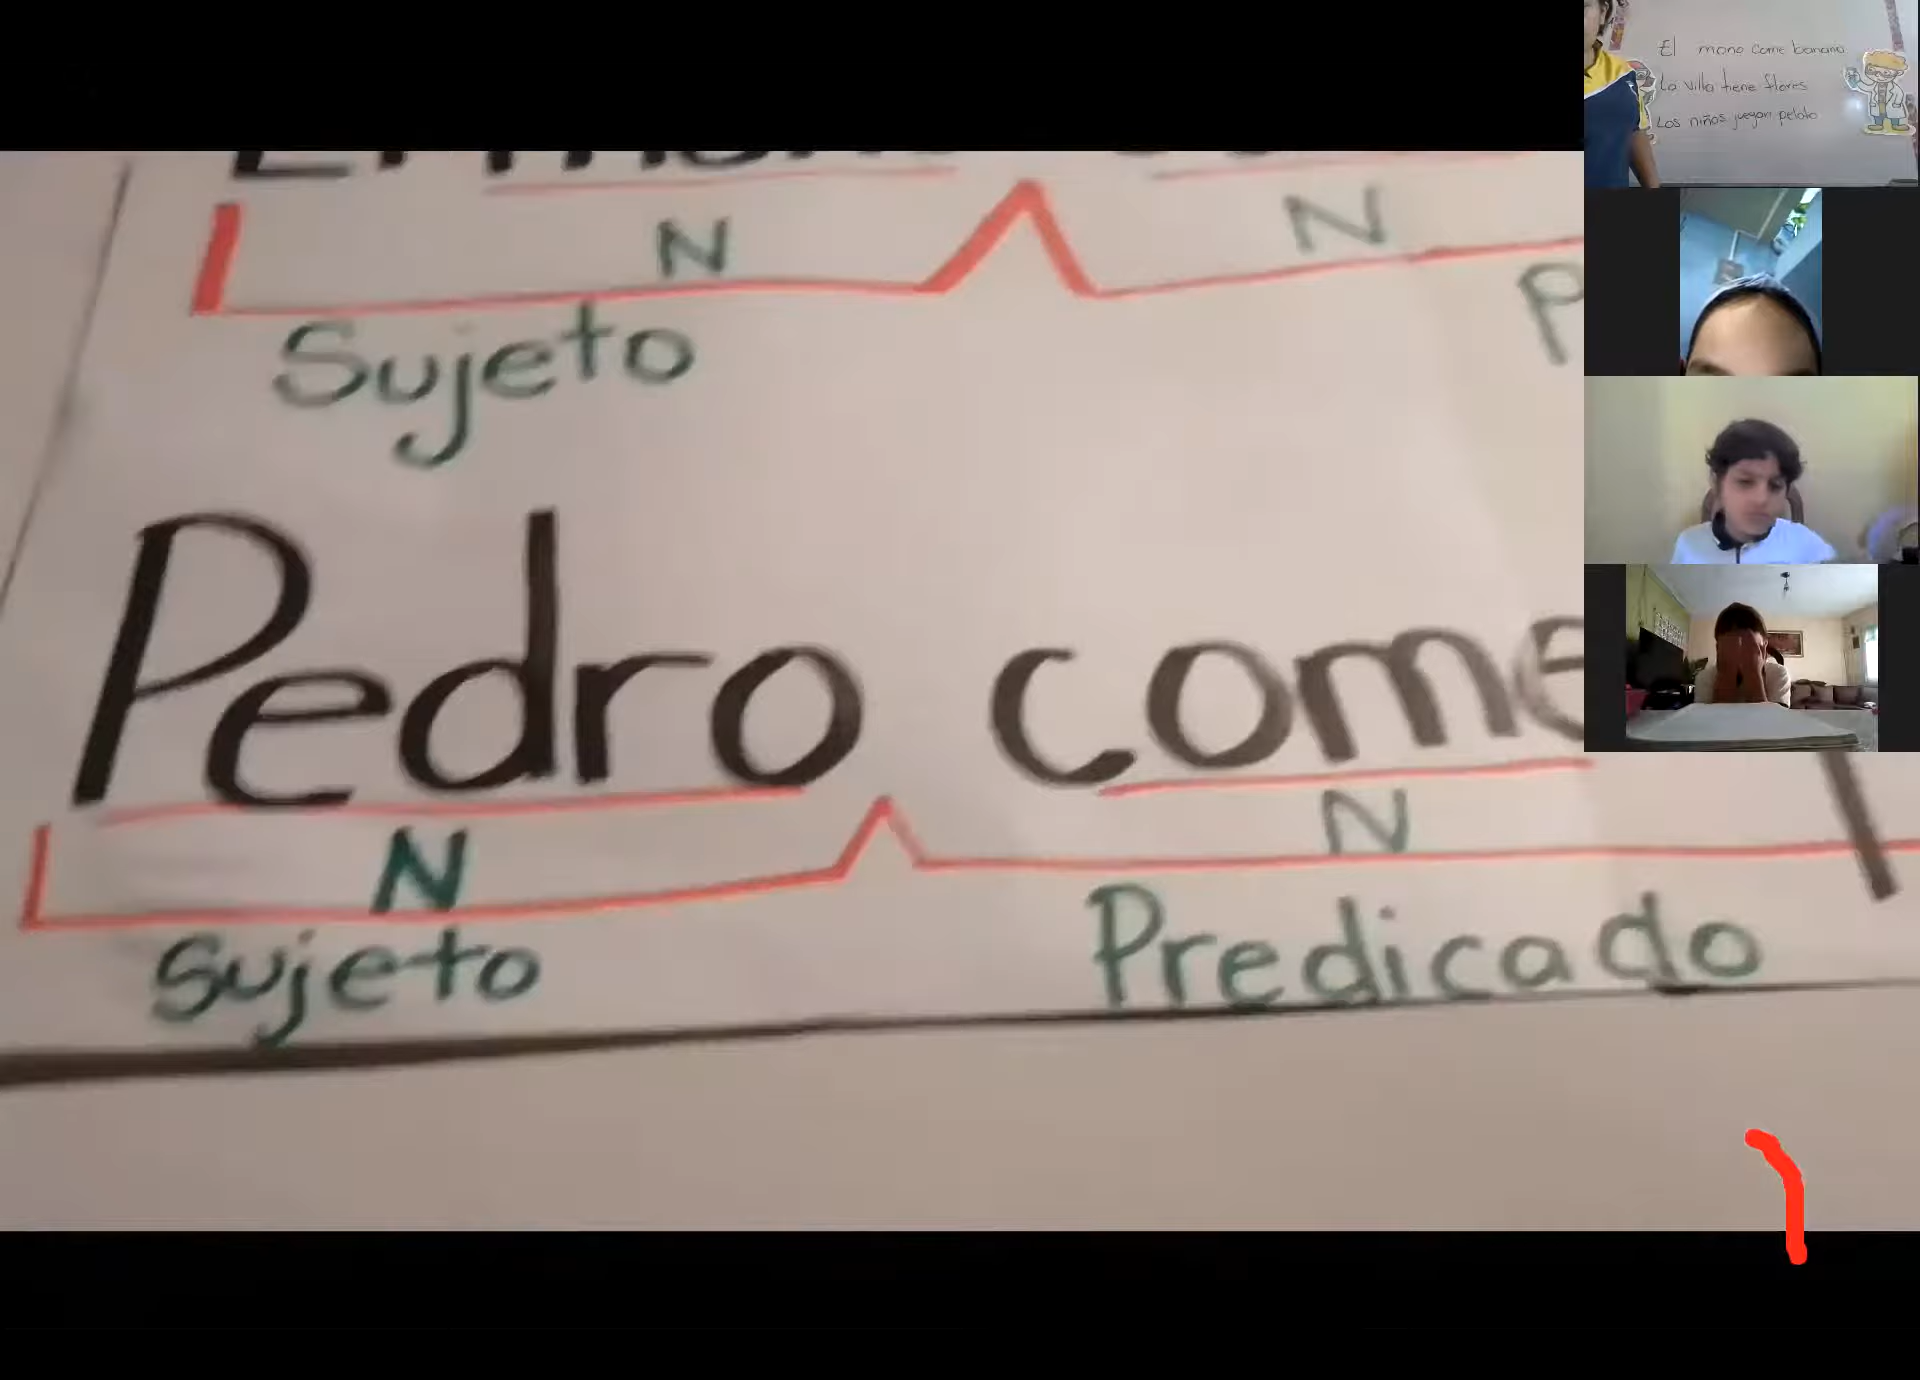 N N
Sujeto
Pedro come
N N
Sujeto Predicado
El mono come banano
La villa tiene flores
Los niños juegan pelota